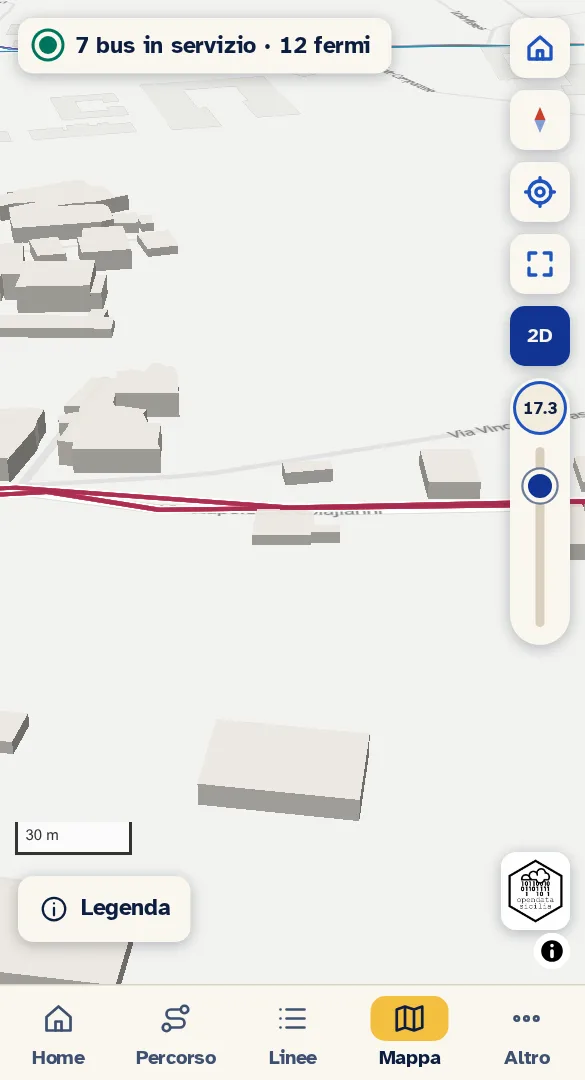 7 bus in servizio • 12 fermi
2D
17.3
Via Vinc
30 m
Legenda
opendata
sicilia
Home
Percorso
Linee
Mappa
Altro